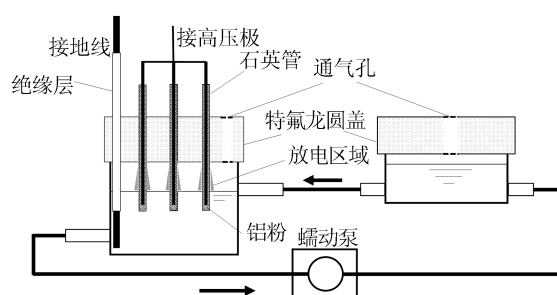 接地线
接高压极
石英管
绝缘层
通气孔
特氟龙圆盖
放电区域
铝粉
蠕动泵